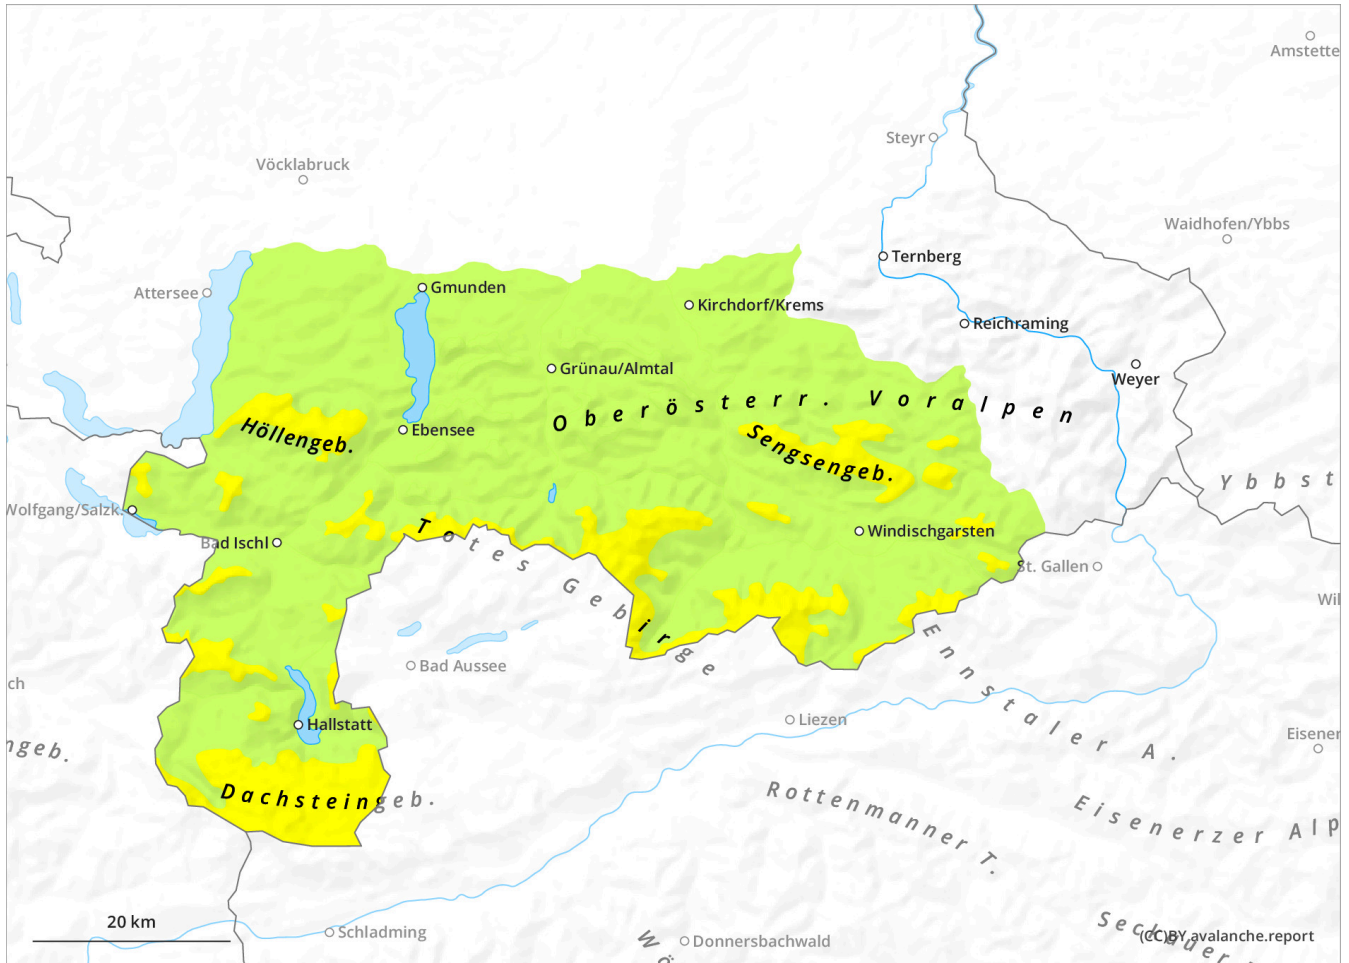 Amstette
Steyr
Vöcklabruck
Waidhofen/Ybbs
Ternberg
Attersee
Gmunden
Kirchdorf/Krems
Reichraming
Grünau/Almtal
Weyer
Oberösterr. Voralpen
Höllengeb.
Ebensee
Sengsengeb.
Ybbst
Wolfgang/Salzk.
Totes Gebirge
Windischgarsten
Bad Ischl
St. Gallen
Wil
Ennstaler A.
Bad Aussee
ch
Hallstatt
Liezen
Eisener
ngeb.
Dachsteingeb.
Rottenmanner T.
Eisenerzer Alp
20 km
Schladming
Donnersbachwald
Wö
Seckauer
(CC)BY avalanche.report